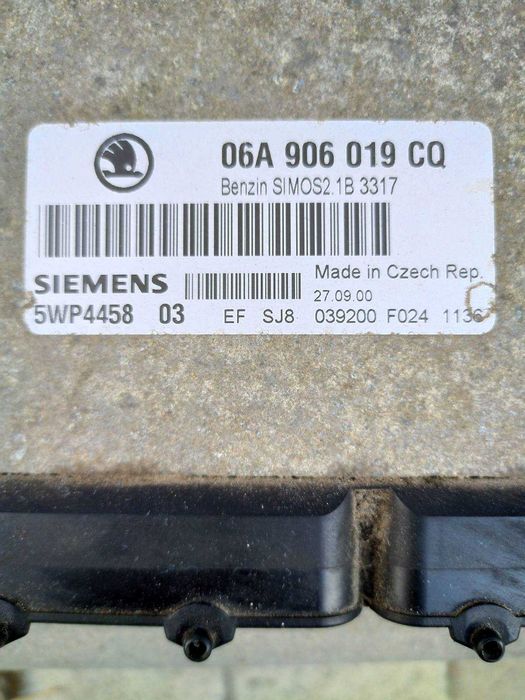 06A 906 019 CQ
Benzin SIMOS2.1B 3317
SIEMENS Made in Czech Rep.
27.09.00
5WP4458 03 EF SJ8 039200 F024 1136